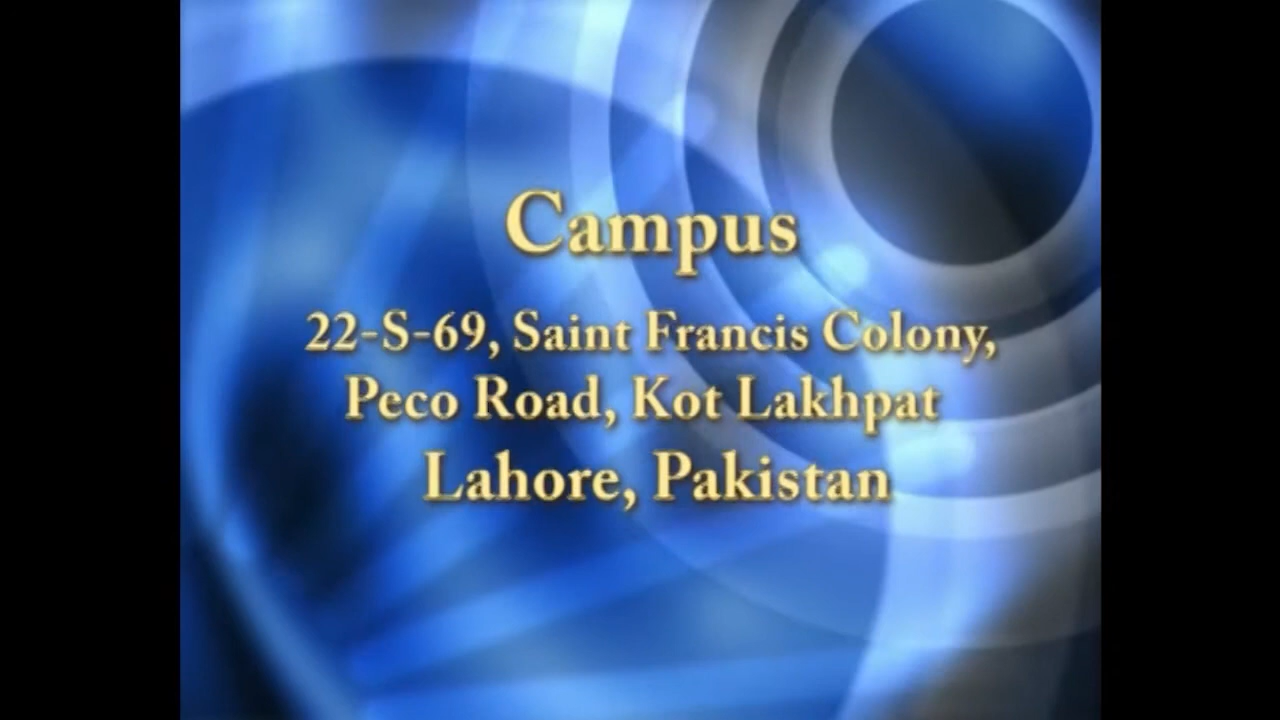 Campus
22-S-69, Saint Francis Colony,
Peco Road, Kot Lakhpat
Lahore, Pakistan